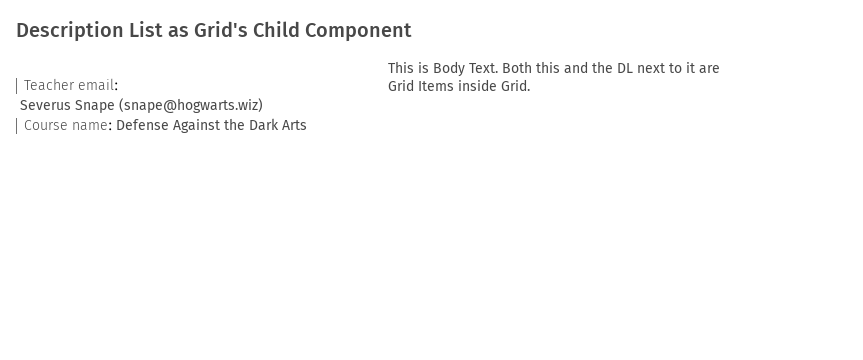 Description List as Grid's Child Component
Teacher email:
Severus Snape (snape@hogwarts.wiz)
Course name: Defense Against the Dark Arts
This is Body Text. Both this and the DL next to it are
Grid Items inside Grid.